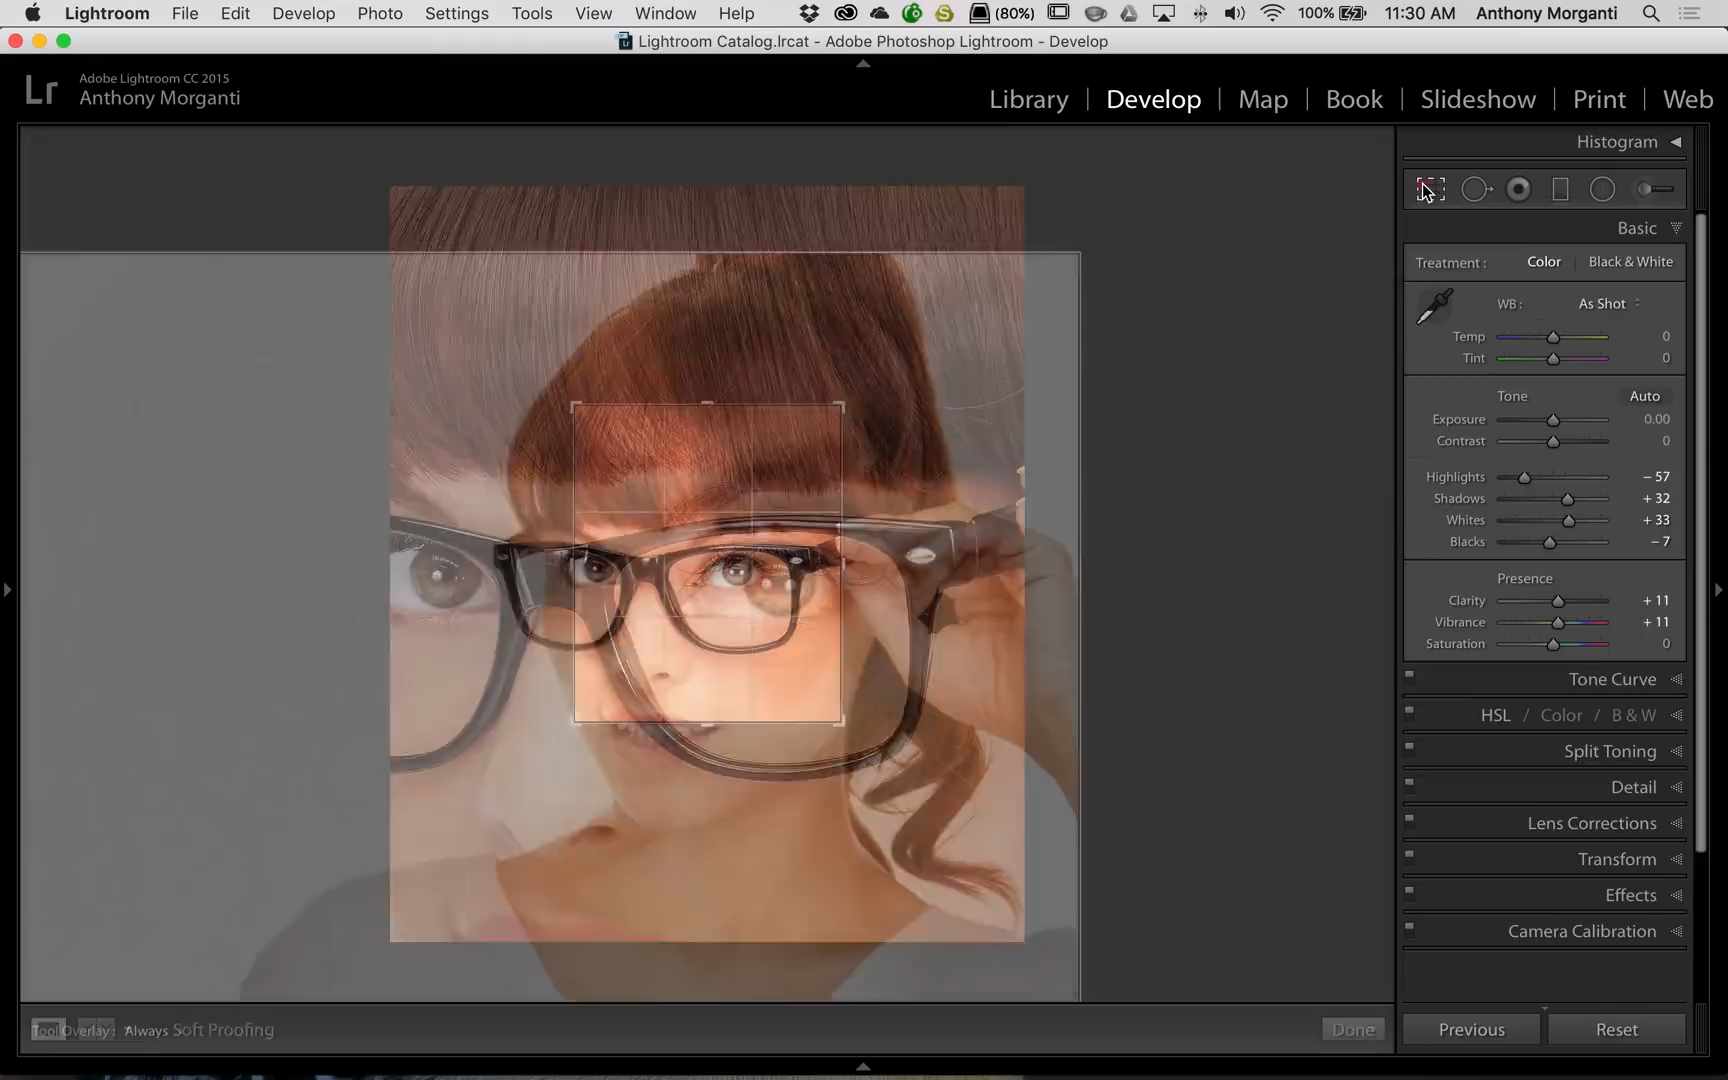 Lightroom File Edit Develop Photo Settings Tools View Window Help (80%) 100% 11:30 AM Anthony Morganti
Lightroom Catalog.lrcat - Adobe Photoshop Lightroom - Develop
Lr Adobe Lightroom CC 2015
Anthony Morganti
Library | Develop | Map | Book | Slideshow | Print | Web
Histogram
Basic
Treatment : Color Black & White
WB : As Shot
Temp 0
Tint 0
Tone Auto
Exposure 0.00
Contrast 0
Highlights – 57
Shadows + 32
Whites + 33
Blacks – 7
Presence
Clarity + 11
Vibrance + 11
Saturation 0
Tone Curve
HSL / Color / B & W
Split Toning
Detail
Lens Corrections
Transform
Effects
Camera Calibration
Tool Overlay : Always Soft Proofing Done
Previous Reset